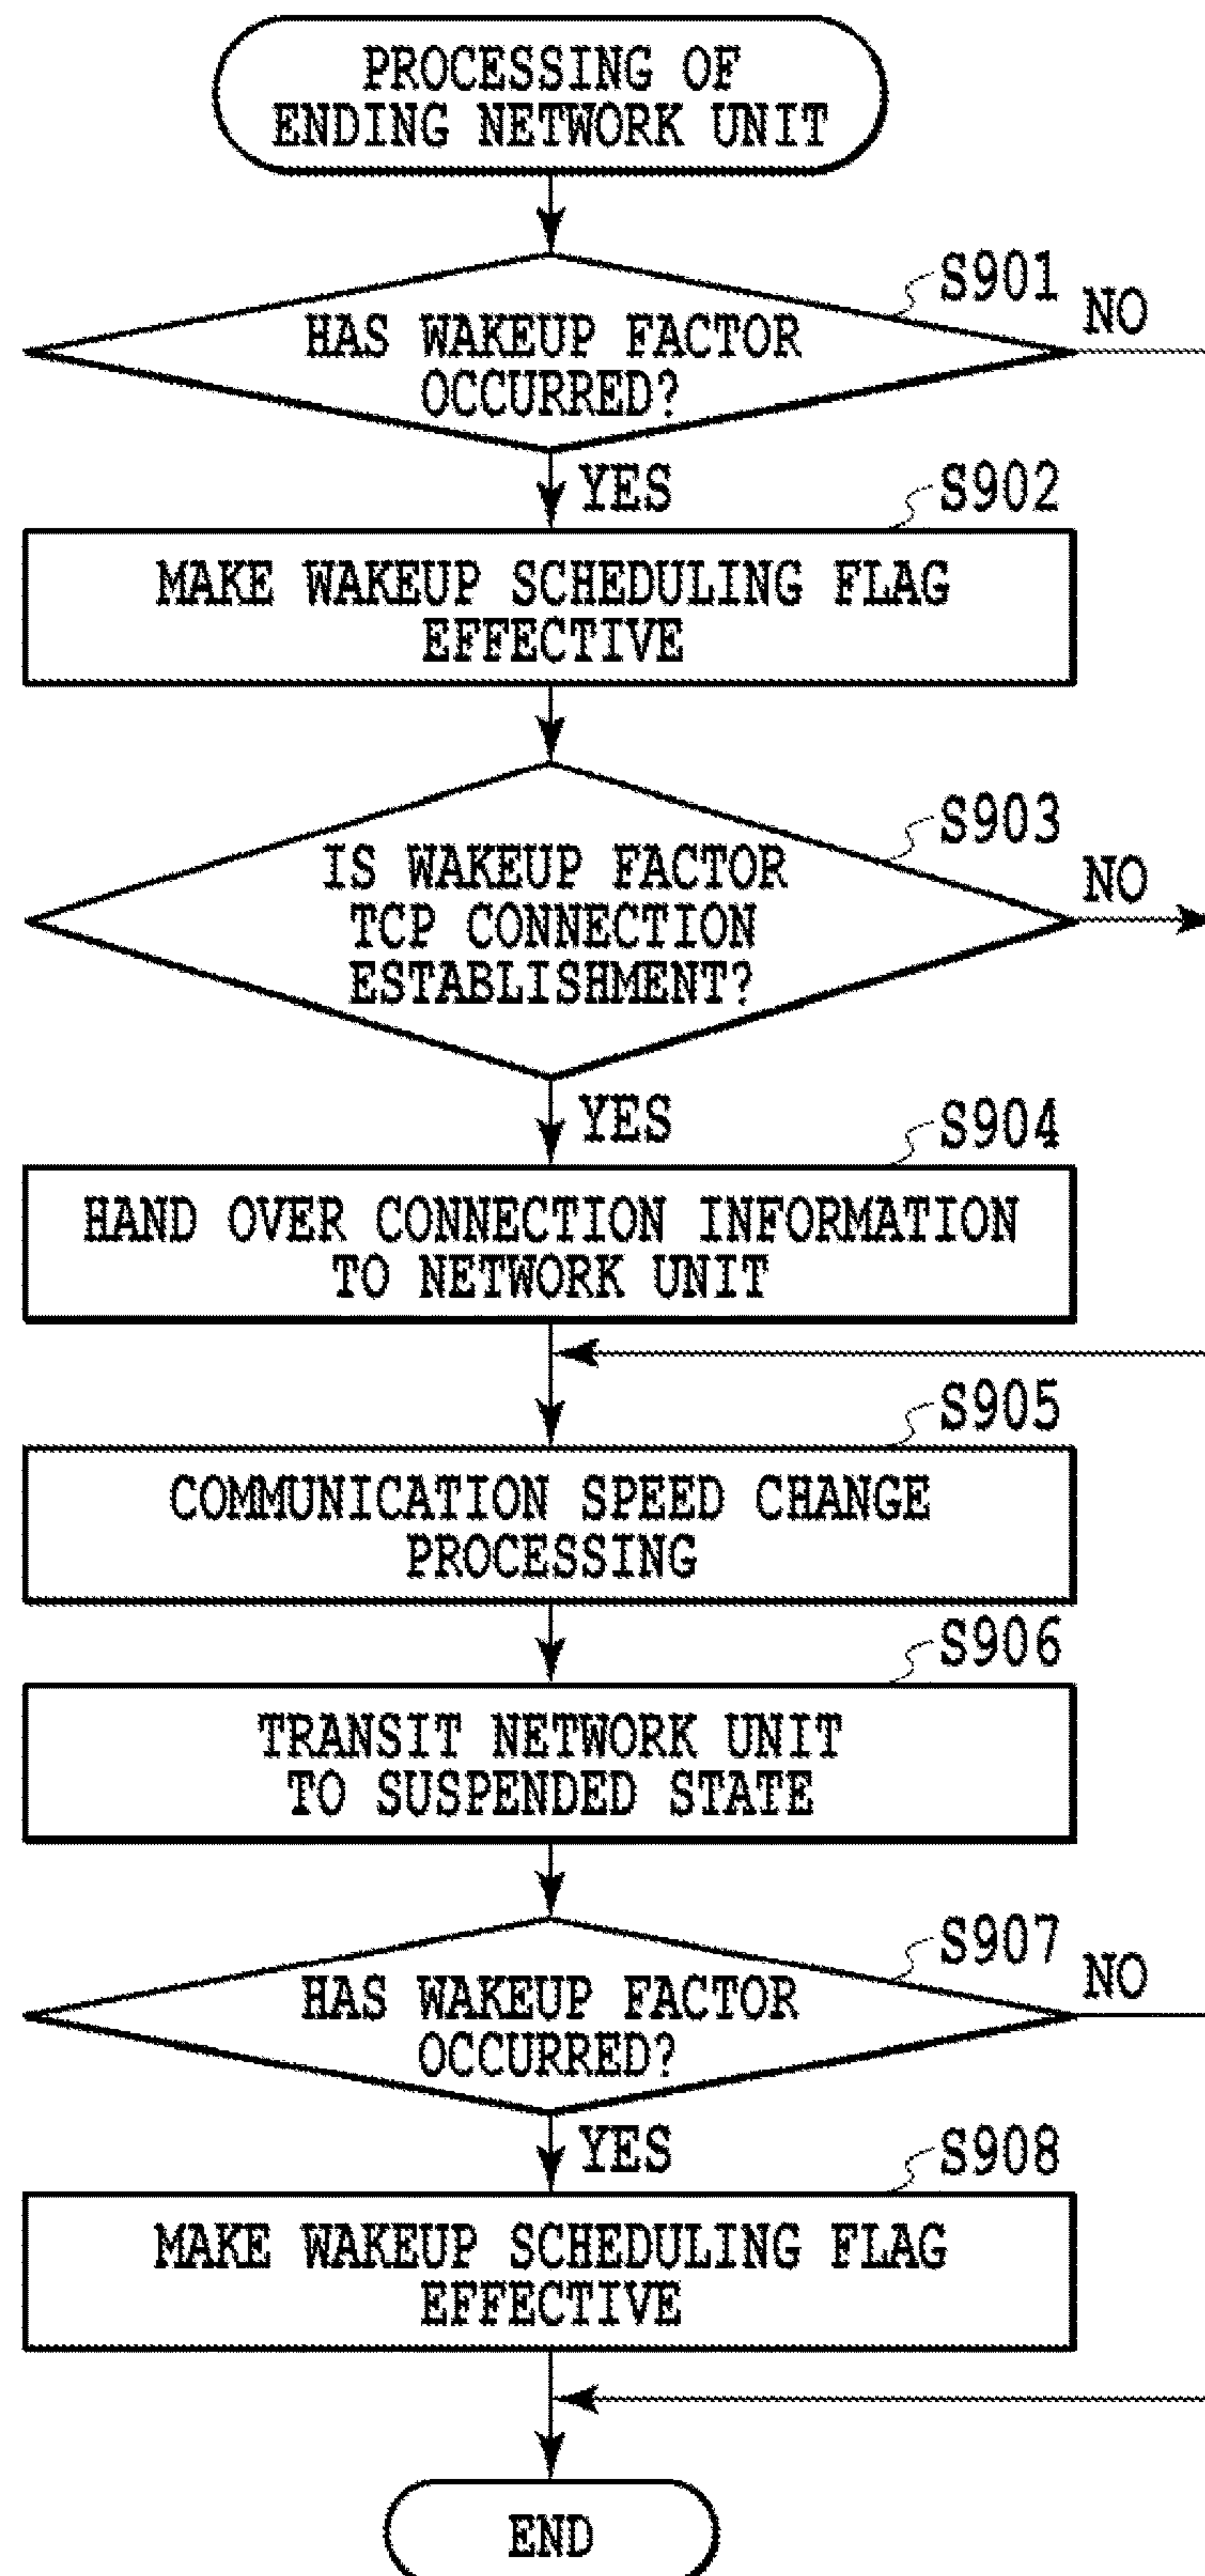 PROCESSING OF
ENDING NETWORK UNIT
S901
NO
HAS WAKEUP FACTOR
OCCURRED?
YES
S902
MAKE WAKEUP SCHEDULING FLAG
EFFECTIVE
S903
NO
IS WAKEUP FACTOR
TCP CONNECTION
ESTABLISHMENT?
YES
S904
HAND OVER CONNECTION INFORMATION
TO NETWORK UNIT
S905
COMMUNICATION SPEED CHANGE
PROCESSING
S906
TRANSIT NETWORK UNIT
TO SUSPENDED STATE
S907
NO
HAS WAKEUP FACTOR
OCCURRED?
YES
S908
MAKE WAKEUP SCHEDULING FLAG
EFFECTIVE
END